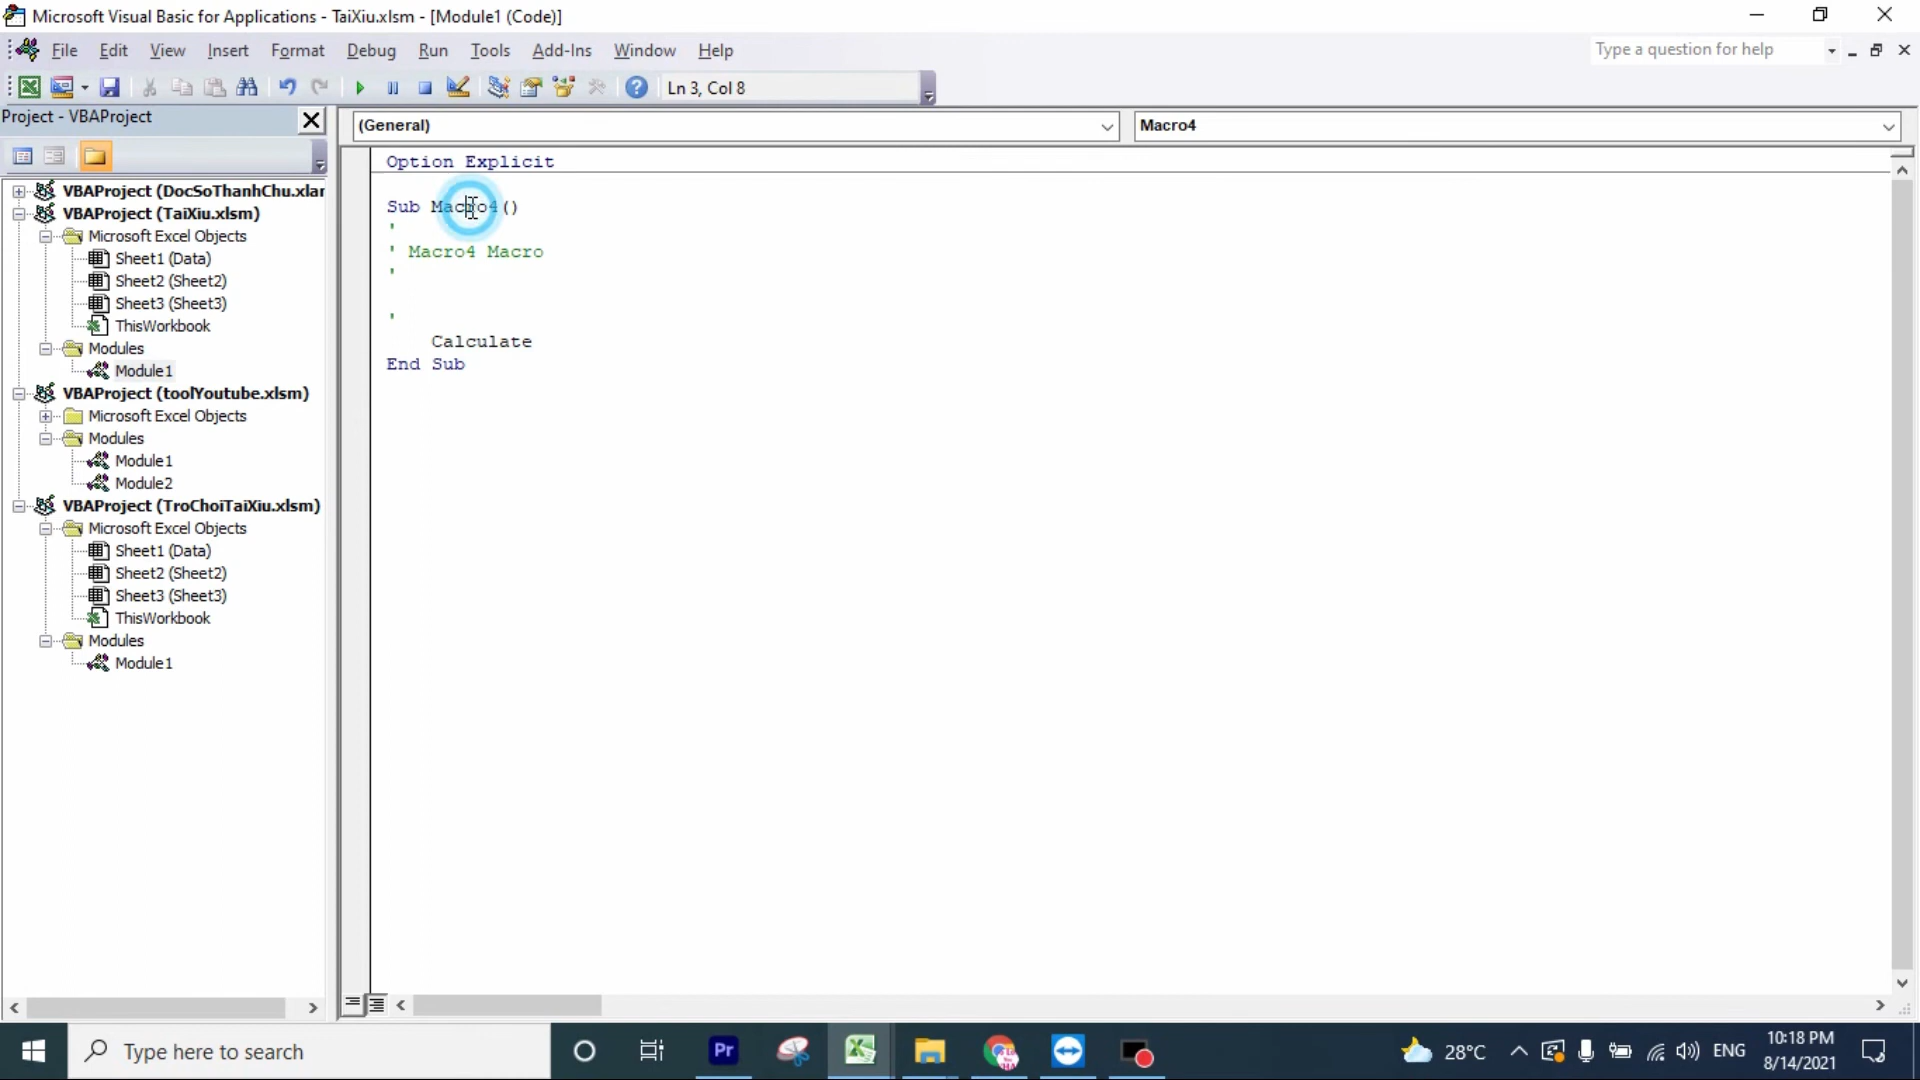 Microsoft Visual Basic for Applications - TaiXiu.xlsm - [Module1 (Code)]
File Edit View Insert Format Debug Run Tools Add-Ins Window Help
Type a question for help
Ln 3, Col 8
Project - VBAProject
(General)
Macro4
VBAProject (DocSoThanhChu.xlam
VBAProject (TaiXiu.xlsm)
Microsoft Excel Objects
Sheet1 (Data)
Sheet2 (Sheet2)
Sheet3 (Sheet3)
ThisWorkbook
Modules
Module1
VBAProject (toolYoutube.xlsm)
Microsoft Excel Objects
Modules
Module1
Module2
VBAProject (TroChoiTaiXiu.xlsm)
Microsoft Excel Objects
Sheet1 (Data)
Sheet2 (Sheet2)
Sheet3 (Sheet3)
ThisWorkbook
Modules
Module1
Option Explicit
Sub Macro4()
'
' Macro4 Macro
'
'
Calculate
End Sub
Type here to search
Pr
28°C
ENG
10:18 PM
8/14/2021